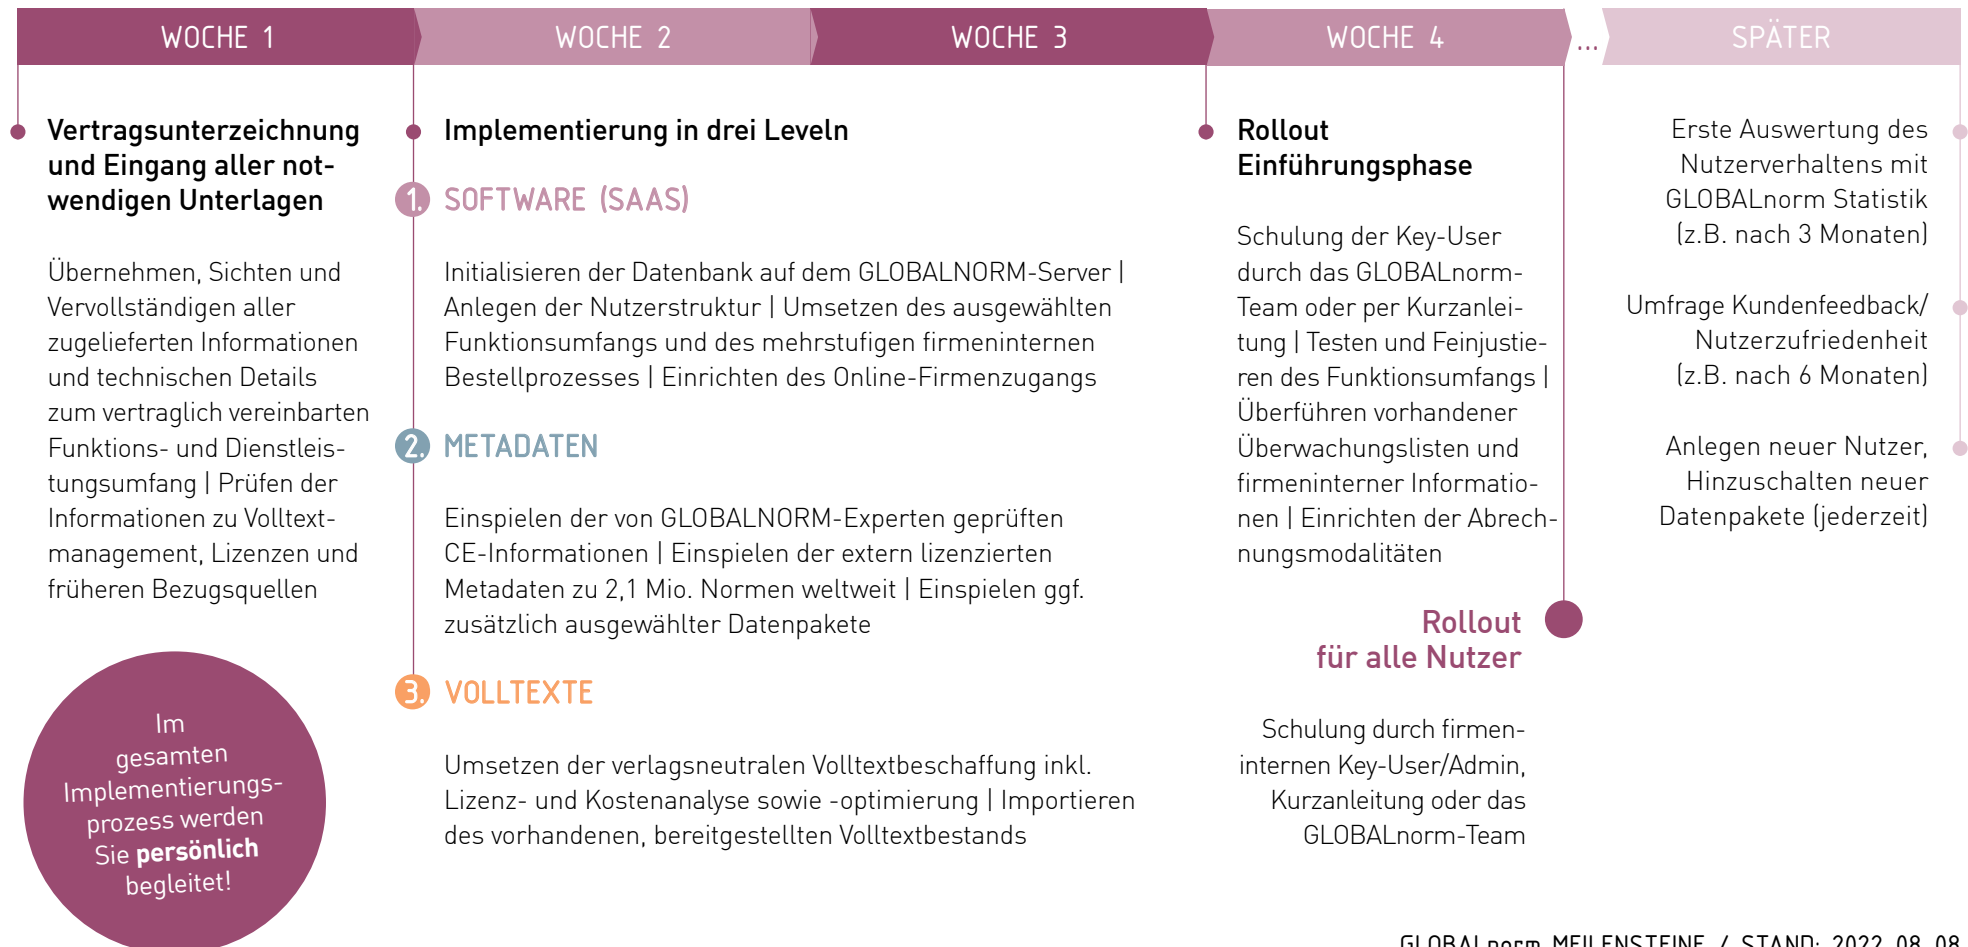 WOCHE 1
WOCHE 2
WOCHE 3
WOCHE 4
...
SPÄTER
Vertragsunterzeichnung
und Eingang aller not-
wendigen Unterlagen
Übernehmen, Sichten und
Vervollständigen aller
zugelieferten Informationen
und technischen Details
zum vertraglich vereinbarten
Funktions- und Dienstleis-
tungsumfang | Prüfen der
Informationen zu Volltext-
management, Lizenzen und
früheren Bezugsquellen
Im
gesamten
Implementierungs-
prozess werden
Sie persönlich
begleitet!
Implementierung in drei Leveln
1. SOFTWARE (SAAS)
Initialisieren der Datenbank auf dem GLOBALNORM-Server |
Anlegen der Nutzerstruktur | Umsetzen des ausgewählten
Funktionsumfangs und des mehrstufigen firmeninternen
Bestellprozesses | Einrichten des Online-Firmenzugangs
2. METADATEN
Einspielen der von GLOBALNORM-Experten geprüften
CE-Informationen | Einspielen der extern lizenzierten
Metadaten zu 2,1 Mio. Normen weltweit | Einspielen ggf.
zusätzlich ausgewählter Datenpakete
3. VOLLTEXTE
Umsetzen der verlagsneutralen Volltextbeschaffung inkl.
Lizenz- und Kostenanalyse sowie -optimierung | Importieren
des vorhandenen, bereitgestellten Volltextbestands
Rollout
Einführungsphase
Schulung der Key-User
durch das GLOBALnorm-
Team oder per Kurzanlei-
tung | Testen und Feinjustie-
ren des Funktionsumfangs |
Überführen vorhandener
Überwachungslisten und
firmeninterner Informatio-
nen | Einrichten der Abrech-
nungsmodalitäten
Rollout
für alle Nutzer
Schulung durch firmen-
internen Key-User/Admin,
Kurzanleitung oder das
GLOBALnorm-Team
Erste Auswertung des
Nutzerverhaltens mit
GLOBALnorm Statistik
(z.B. nach 3 Monaten)
Umfrage Kundenfeedback/
Nutzerzufriedenheit
(z.B. nach 6 Monaten)
Anlegen neuer Nutzer,
Hinzuschalten neuer
Datenpakete (jederzeit)
GLOBALnorm MEILENSTEINE / STAND: 2022 08 08